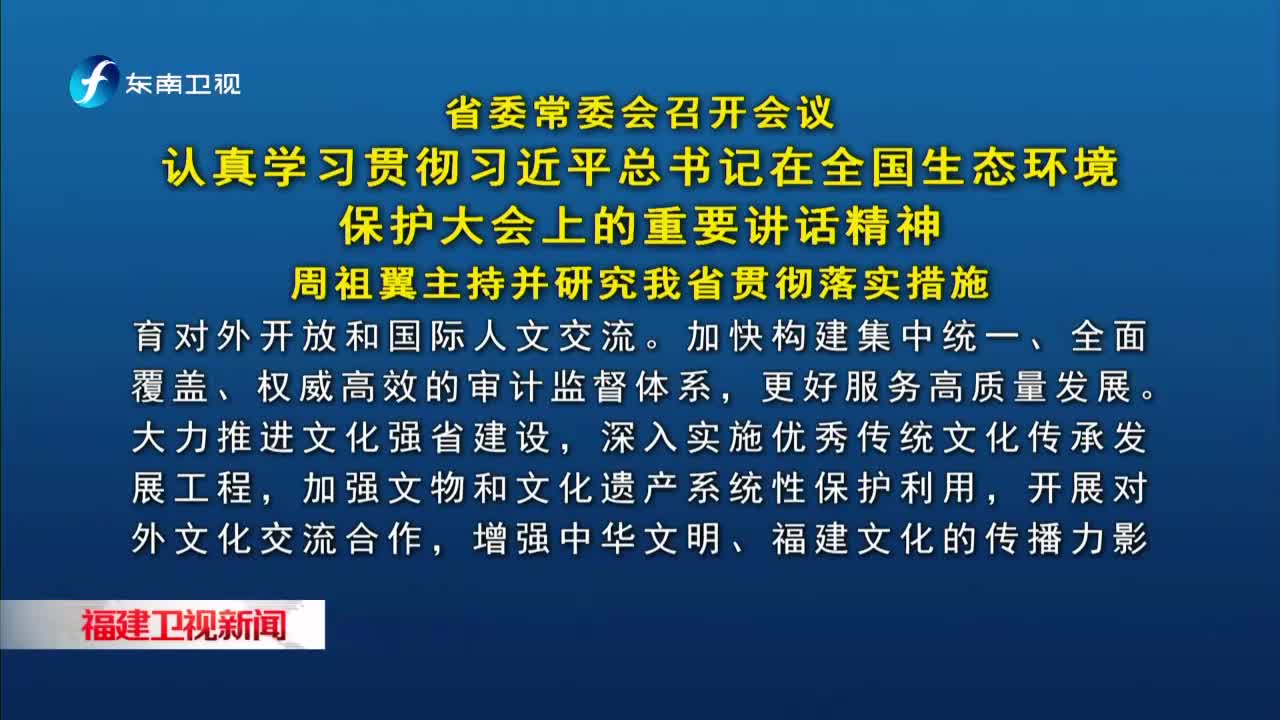 东南卫视
省委常委会召开会议
认真学习贯彻习近平总书记在全国生态环境
保护大会上的重要讲话精神
周祖翼主持并研究我省贯彻落实措施
育对外开放和国际人文交流。加快构建集中统一、全面
覆盖、权威高效的审计监督体系，更好服务高质量发展。
大力推进文化强省建设，深入实施优秀传统文化传承发
展工程，加强文物和文化遗产系统性保护利用，开展对
外文化交流合作，增强中华文明、福建文化的传播力影
福建卫视新闻